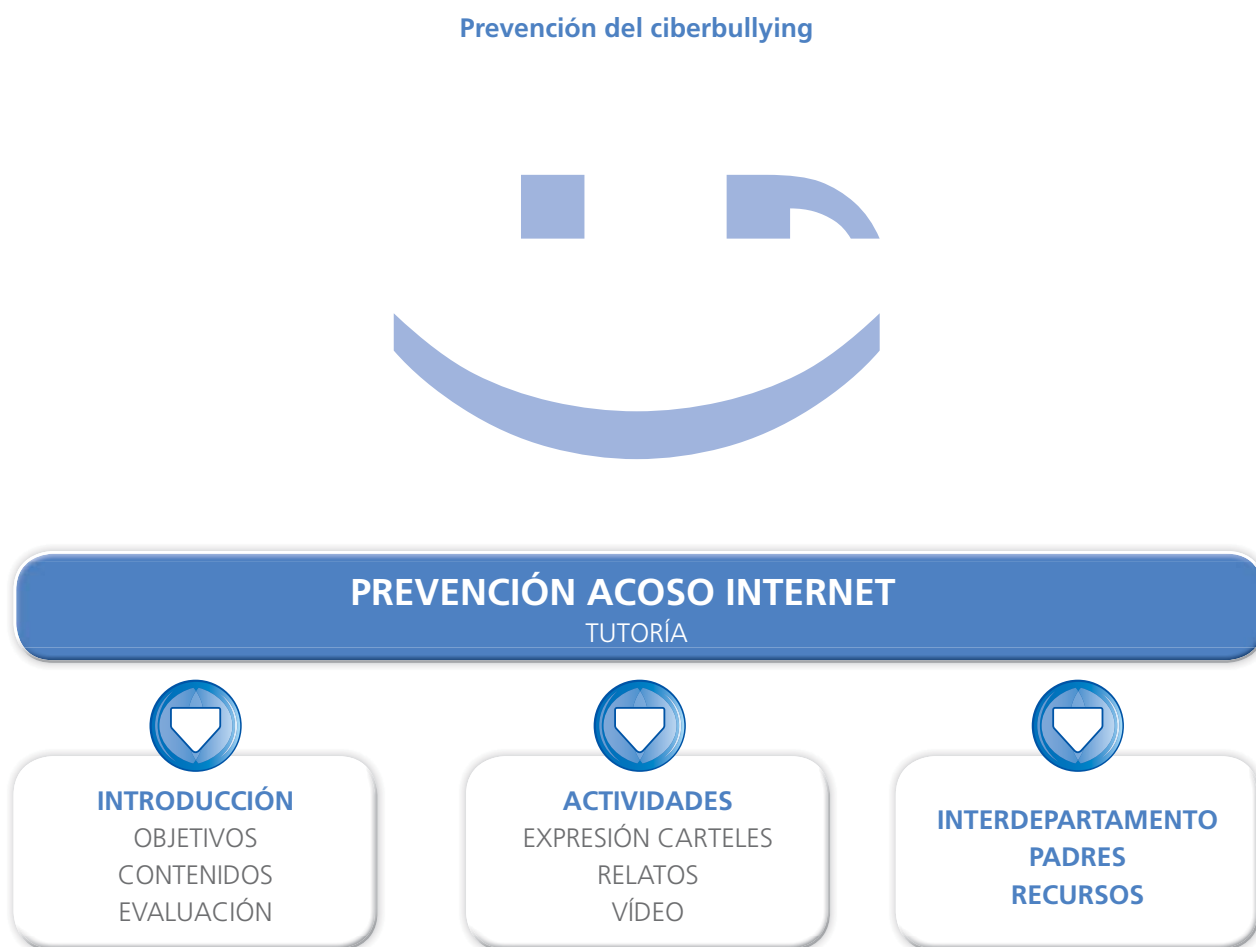 Prevención del ciberbullying
PREVENCIÓN ACOSO INTERNET
TUTORÍA
INTRODUCCIÓN
OBJETIVOS
CONTENIDOS
EVALUACIÓN
ACTIVIDADES
EXPRESIÓN CARTELES
RELATOS
VÍDEO
INTERDEPARTAMENTO
PADRES
RECURSOS